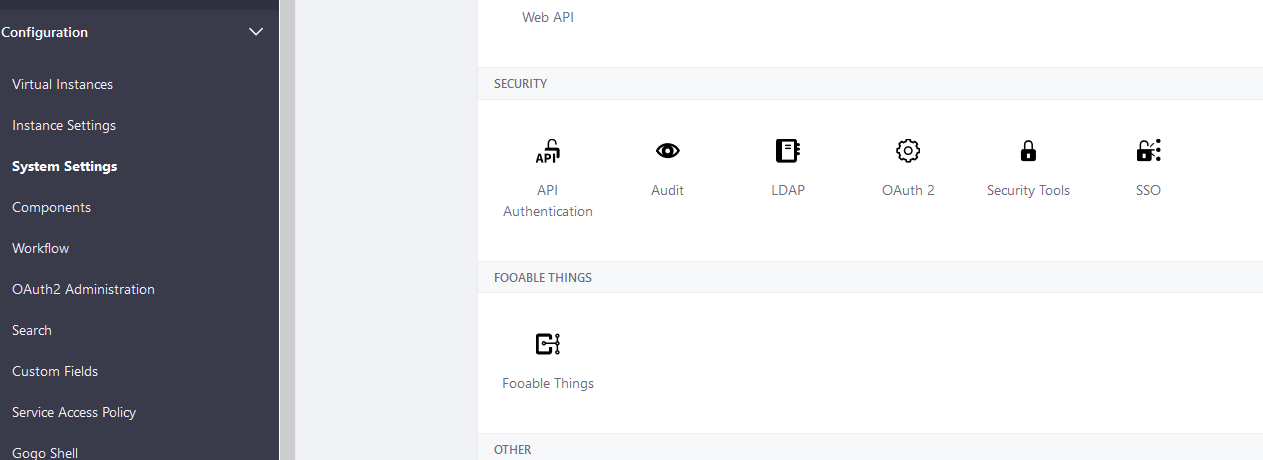 Configuration
Virtual Instances
Instance Settings
System Settings
Components
Workflow
OAuth2 Administration
Search
Custom Fields
Service Access Policy
Gogo Shell
Web API
SECURITY
API
API
Authentication
Audit
LDAP
OAuth 2
Security Tools
SSO
FOOABLE THINGS
Fooable Things
OTHER